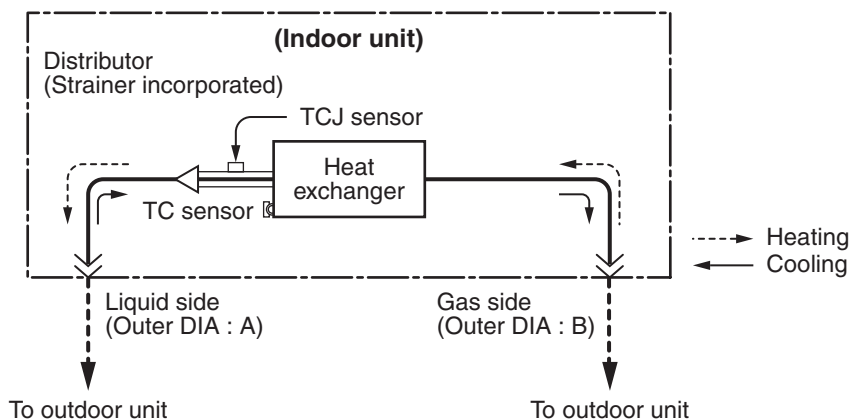 (Indoor unit)
Distributor
(Strainer incorporated)
TCJ sensor
Heat
exchanger
TC sensor
Heating
Cooling
Liquid side
(Outer DIA : A)
Gas side
(Outer DIA : B)
To outdoor unit
To outdoor unit